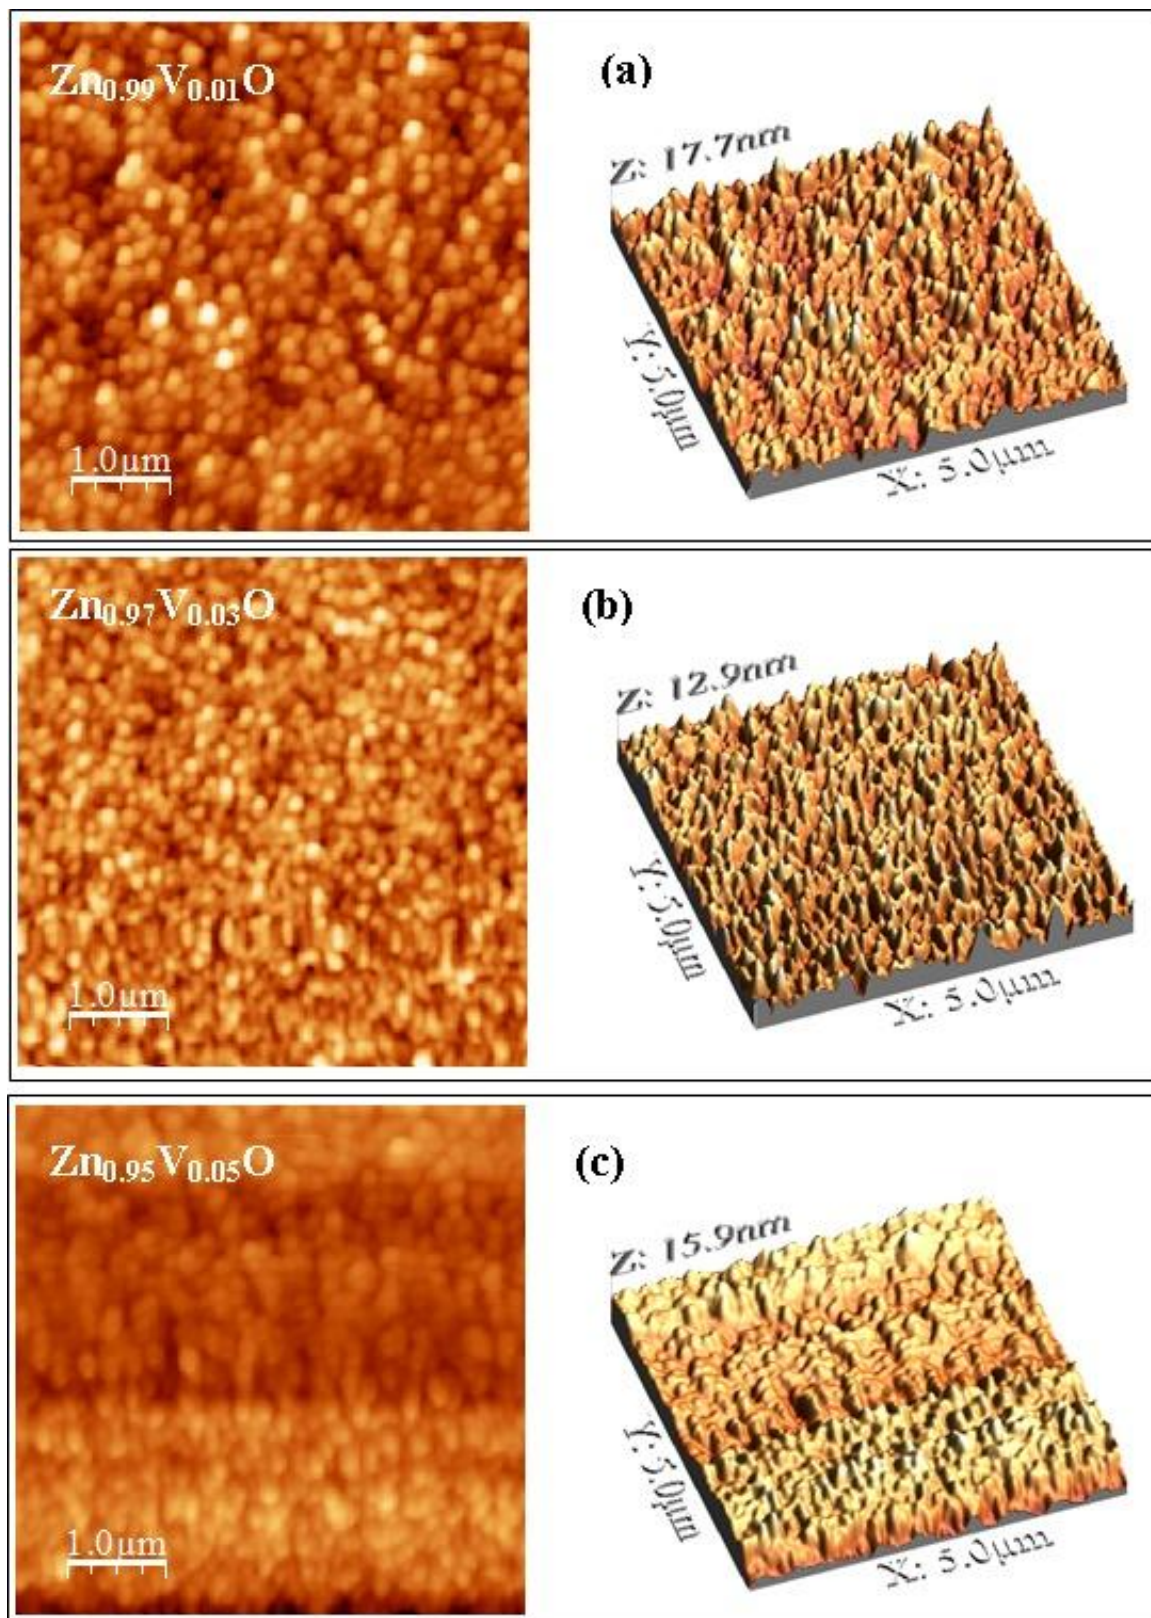 Zn₀.₉₉V₀.₀₁O
(a)
Z: 17.7nm
Y: 5.0μm
X: 5.0μm
1.0μm
Zn₀.₉₇V₀.₀₃O
(b)
Z: 12.9nm
Y: 5.0μm
X: 5.0μm
1.0μm
Zn₀.₉₅V₀.₀₅O
(c)
Z: 15.9nm
Y: 5.0μm
X: 5.0μm
1.0μm